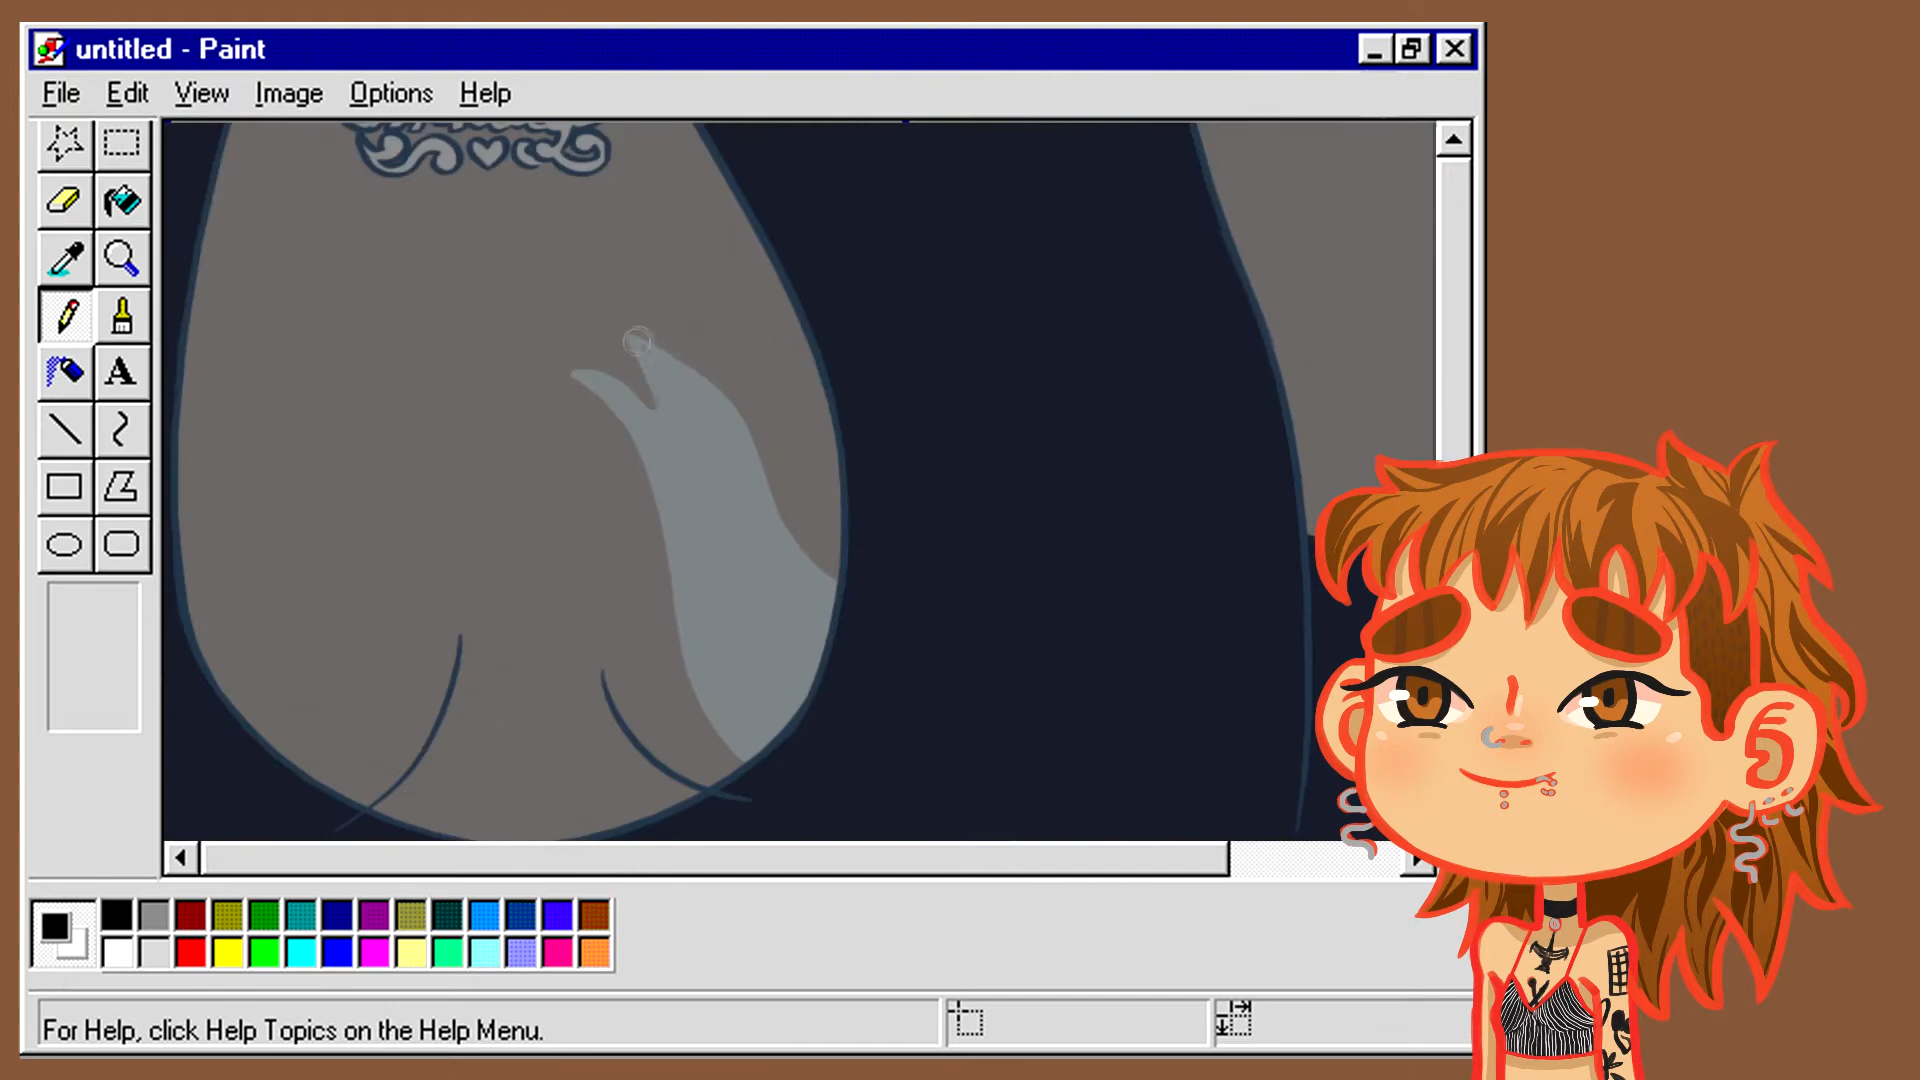 untitled - Paint
File Edit View Image Options Help
A
For Help, click Help Topics on the Help Menu.